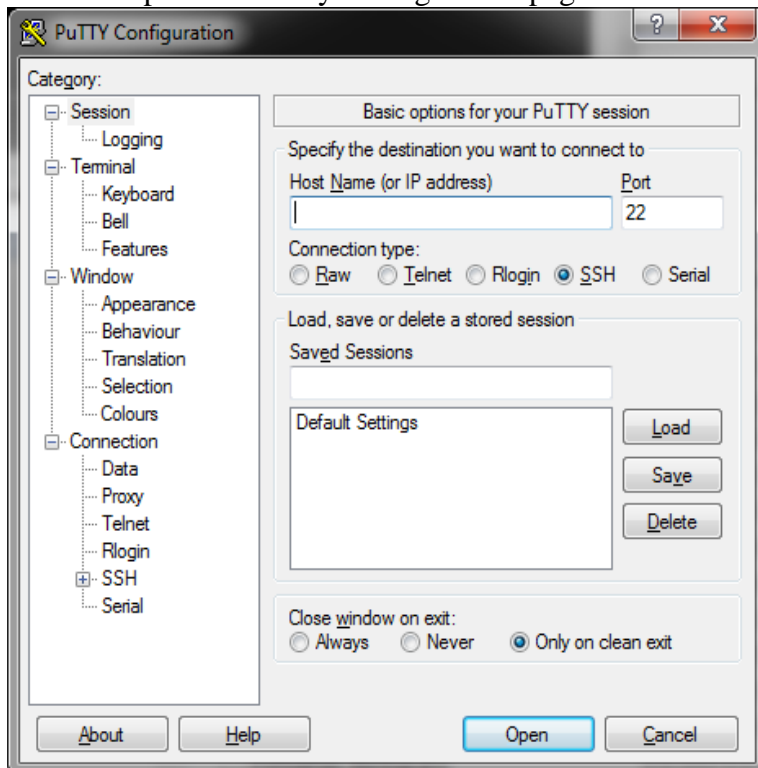 PuTTY Configuration
Category:
Session
Logging
Terminal
Keyboard
Bell
Features
Window
Appearance
Behaviour
Translation
Selection
Colours
Connection
Data
Proxy
Telnet
Rlogin
SSH
Serial
Basic options for your PuTTY session
Specify the destination you want to connect to
Host Name (or IP address) Port
22
Connection type:
Raw Telnet Rlogin SSH Serial
Load, save or delete a stored session
Saved Sessions
Default Settings
Load
Save
Delete
Close window on exit:
Always Never Only on clean exit
About Help Open Cancel